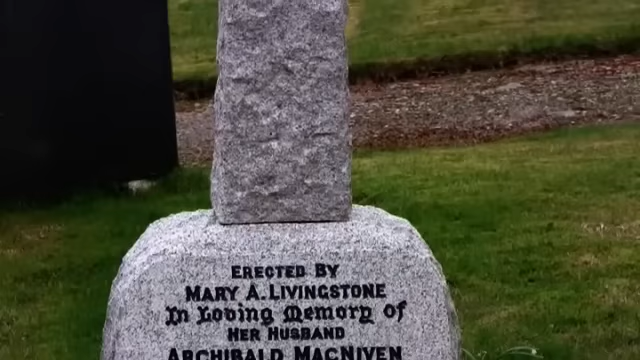 ERECTED BY
MARY A. LIVINGSTONE
In Loving Memory of
HER HUSBAND
ARCHIBALD MACNIVEN